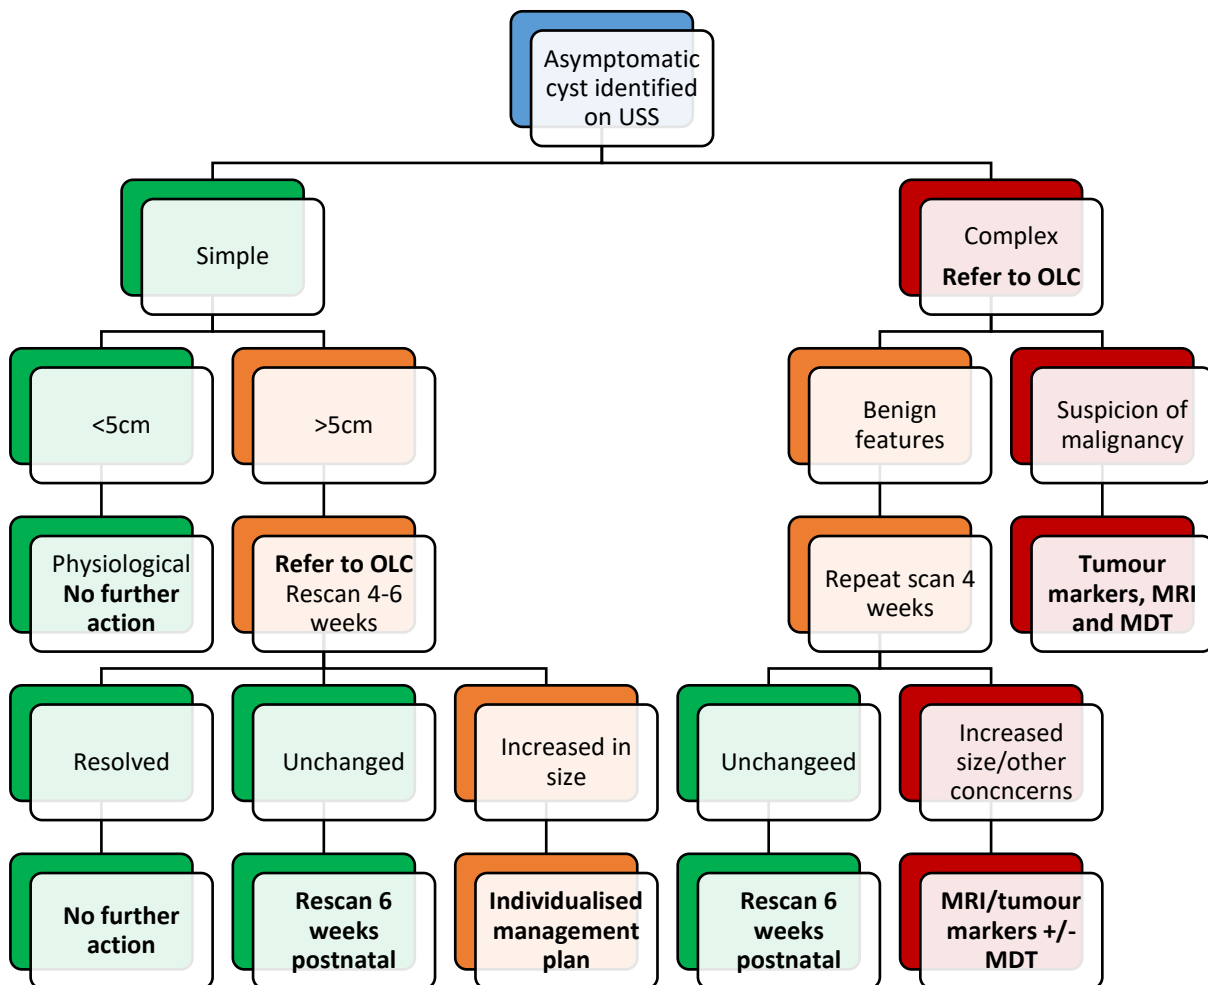 Asymptomatic
cyst identified
on USS
Simple
Complex
Refer to OLC
<5cm
>5cm
Benign
features
Suspicion of
malignancy
Physiological
No further
action
Refer to OLC
Rescan 4-6
weeks
Repeat scan 4
weeks
Tumour
markers, MRI
and MDT
Resolved
Unchanged
Increased in
size
Unchangeed
Increased
size/other
concncerns
No further
action
Rescan 6
weeks
postnatal
Individualised
management
plan
Rescan 6
weeks
postnatal
MRI/tumour
markers +/-
MDT